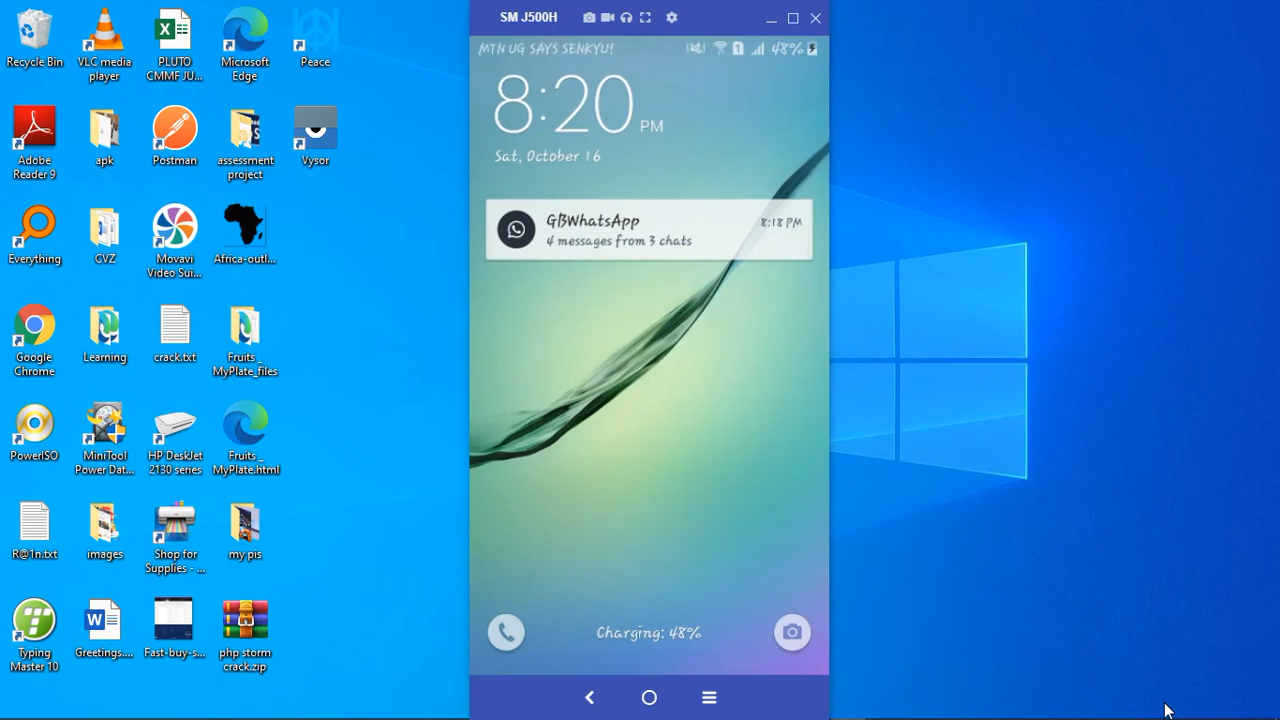 Recycle Bin
VLC media
player
PLUTO
CMMF JU...
Microsoft
Edge
Peace
Adobe
Reader 9
apk
Postman
assessment
project
Vysor
Everything
CVZ
Movavi
Video Sui...
Africa-outl...
Google
Chrome
Learning
crack.txt
Fruits _
MyPlate_files
PowerISO
MiniTool
Power Dat...
HP DeskJet
2130 series
Fruits _
MyPlate.html
R@1n.txt
images
Shop for
Supplies - ...
my pis
Typing
Master 10
Greetings....
Fast-buy-s...
php storm
crack.zip
SM J500H
MTN UG SAYS SENKYU!
1
48%
8:20 PM
Sat, October 16
GBWhatsApp
8:18 PM
4 messages from 3 chats
Charging: 48%